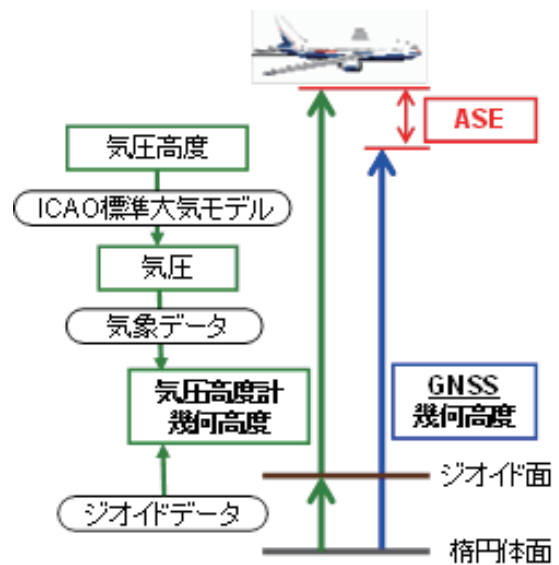 ASE
気圧高度
ICAO標準大気モデル
気圧
気象データ
気圧高度計
幾何高度
GNSS
幾何高度
ジオイド面
ジオイドデータ
楕円体面